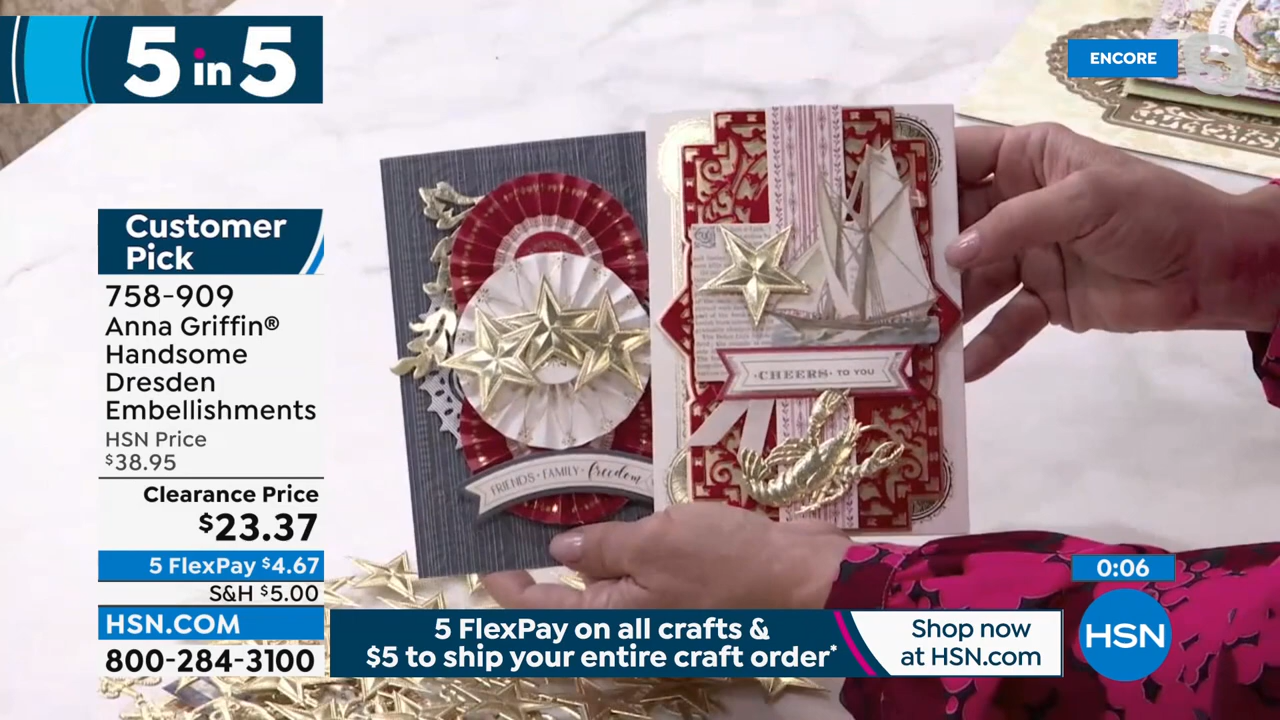 5 in 5
ENCORE
Customer
Pick
758-909
Anna Griffin®
Handsome
Dresden
Embellishments
HSN Price
$38.95
Clearance Price
$23.37
5 FlexPay $4.67
S&H $5.00
HSN.COM
800-284-3100
FRIENDS · FAMILY · freedom
·CHEERS· TO YOU
5 FlexPay on all crafts &
$5 to ship your entire craft order*
Shop now
at HSN.com
0:06
HSN